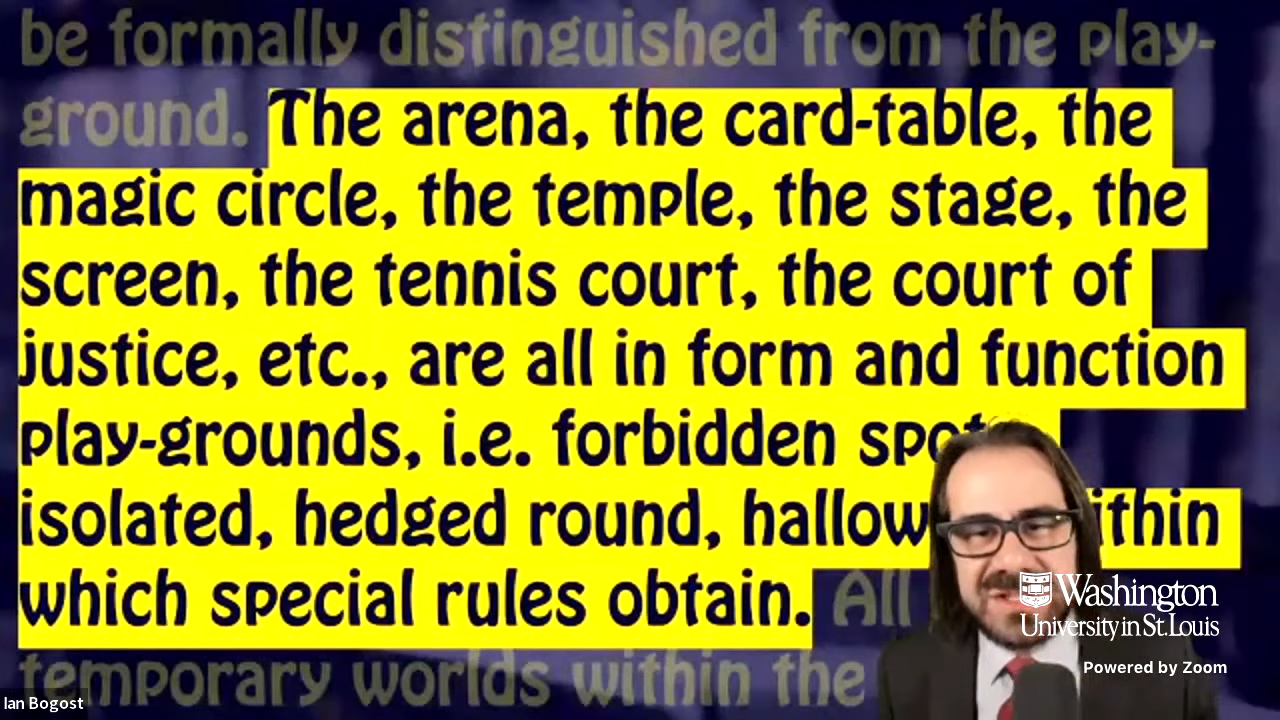 be formally distinguished from the play-
ground. The arena, the card-table, the
magic circle, the temple, the stage, the
screen, the tennis court, the court of
justice, etc., are all in form and function
play-grounds, i.e. forbidden
isolated, hedged round,
which special rules obtain. All
temporary worlds within the
Washington
University in St. Louis
Powered by Zoom
Ian Bogost